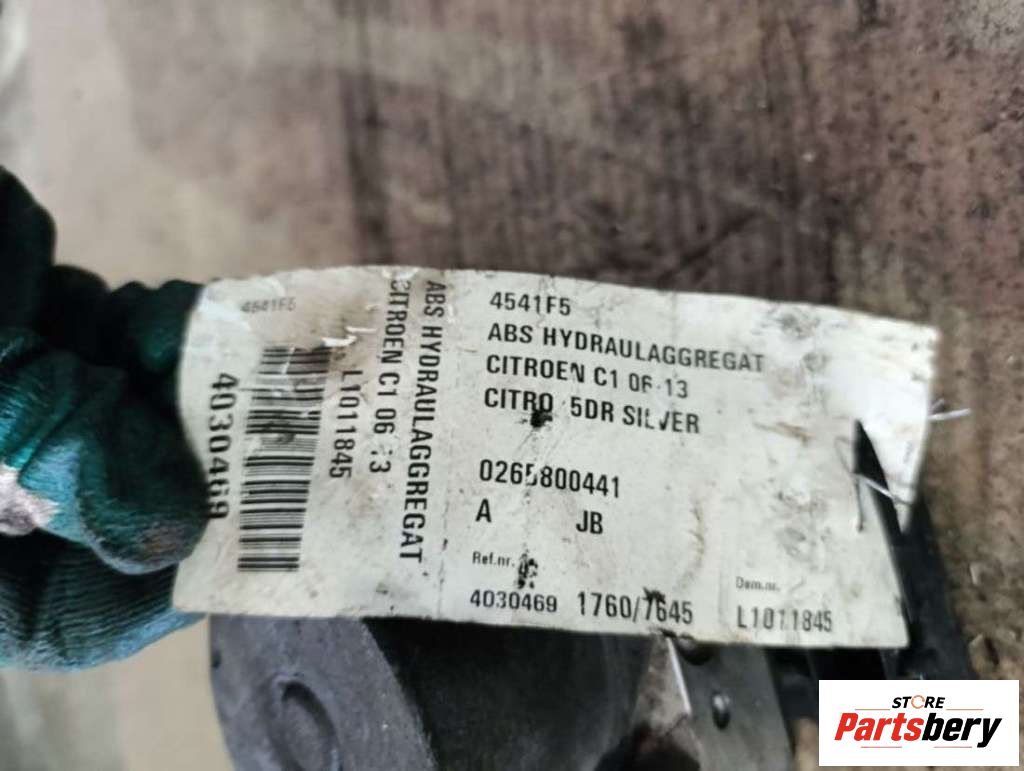 4541F5
ABS HYDRAULAGGREGAT
CITROEN C1 06-13
CITRO 5DR SILVER
0265800441
A JB
Ref.nr.
Dem.nr.
4030469 1760/7645 L1011845
4541F5
ABS HYDRAULAGGREGAT
CITROEN C1 06 13
L1011845
4030469
STORE
Partsbery